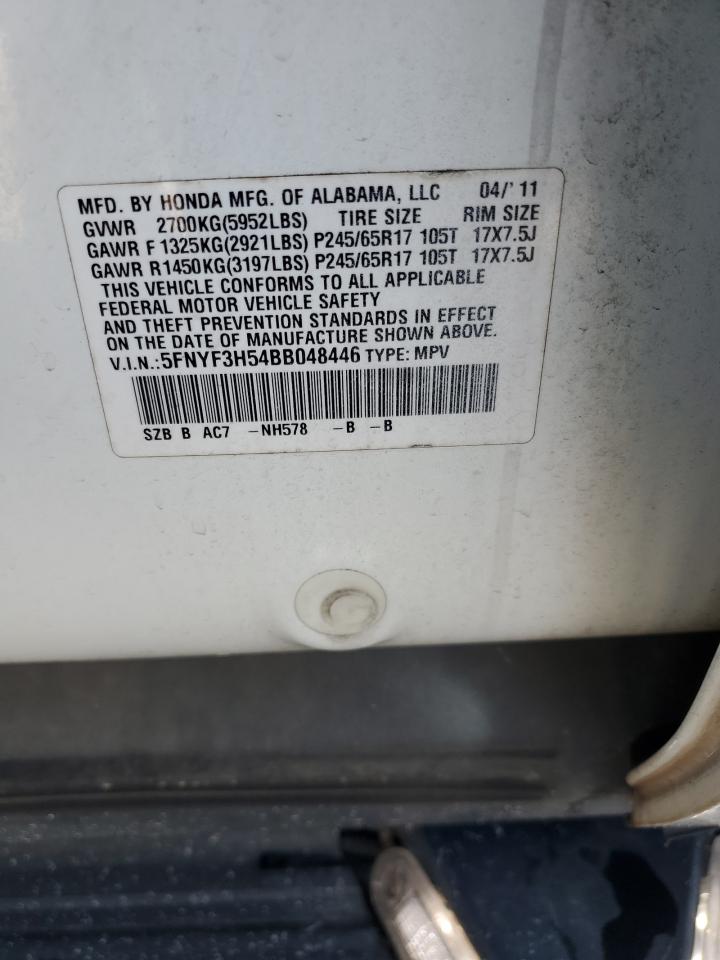 MFD. BY HONDA MFG. OF ALABAMA, LLC 04/'11
GVWR 2700KG(5952LBS) TIRE SIZE RIM SIZE
GAWR F 1325KG(2921LBS) P245/65R17 105T 17X7.5J
GAWR R1450KG(3197LBS) P245/65R17 105T 17X7.5J
THIS VEHICLE CONFORMS TO ALL APPLICABLE
FEDERAL MOTOR VEHICLE SAFETY
AND THEFT PREVENTION STANDARDS IN EFFECT
ON THE DATE OF MANUFACTURE SHOWN ABOVE.
V.I.N.:5FNYF3H54BB048446 TYPE: MPV
SZB B AC7 -NH578 -B -B